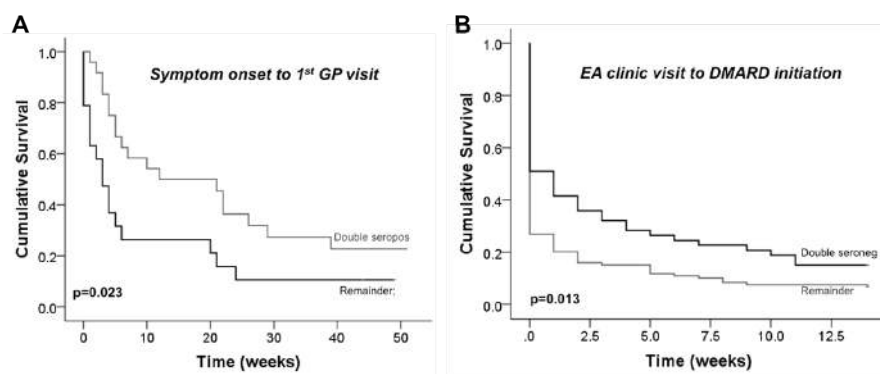 A
Symptom onset to 1st GP visit
Cumulative Survival
1.0
0.8
0.6
0.4
0.2
0.0
Double seropos
Remainder:
p=0.023
0 10 20 30 40 50
Time (weeks)
B
EA clinic visit to DMARD initiation
Cumulative Survival
1.0
0.8
0.6
0.4
0.2
0.0
Double seroneg
Remainder
p=0.013
.0 2.5 5.0 7.5 10.0 12.5
Time (weeks)